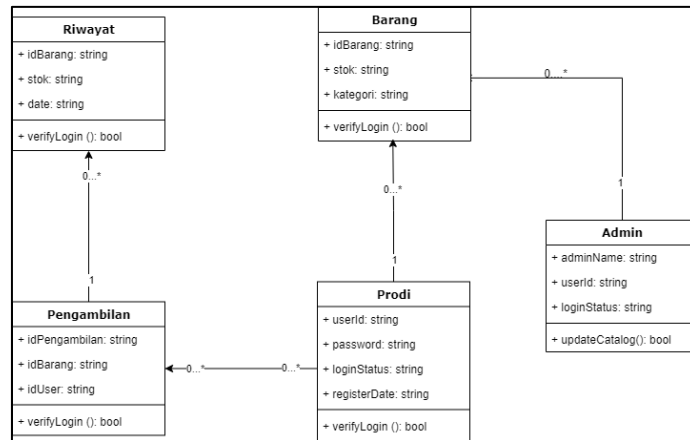 Riwayat
+ idBarang: string
+ stok: string
+ date: string
+ verifyLogin (): bool
Barang
+ idBarang: string
+ stok: string
+ kategori: string
+ verifyLogin (): bool
0....*
1
0...*
1
0...*
1
Admin
+ adminName: string
+ userId: string
+ loginStatus: string
+ updateCatalog(): bool
Pengambilan
+ idPengambilan: string
+ idBarang: string
+ idUser: string
+ verifyLogin (): bool
0...*
0...*
Prodi
+ userId: string
+ password: string
+ loginStatus: string
+ registerDate: string
+ verifyLogin (): bool